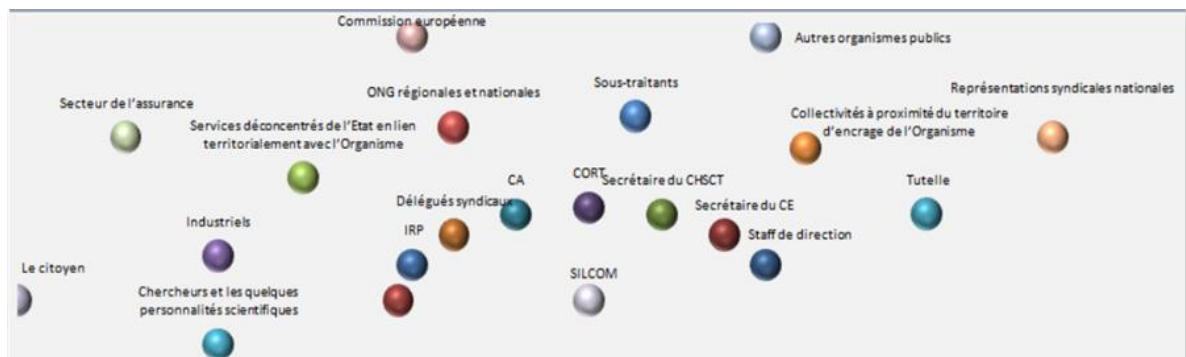 Commission européenne
Autres organismes publics
ONG régionales et nationales
Sous-traitants
Représentations syndicales nationales
Secteur de l'assurance
Collectivités à proximité du territoire
d'encrage de l'Organisme
Services déconcentrés de l'Etat en lien
territorialement avec l'Organisme
CA
CORT
Secrétaire du CHSCT
Tutelle
Délégués syndicaux
Secrétaire du CE
Industriels
IRP
Staff de direction
Le citoyen
SILCOM
Chercheurs et les quelques
personnalités scientifiques